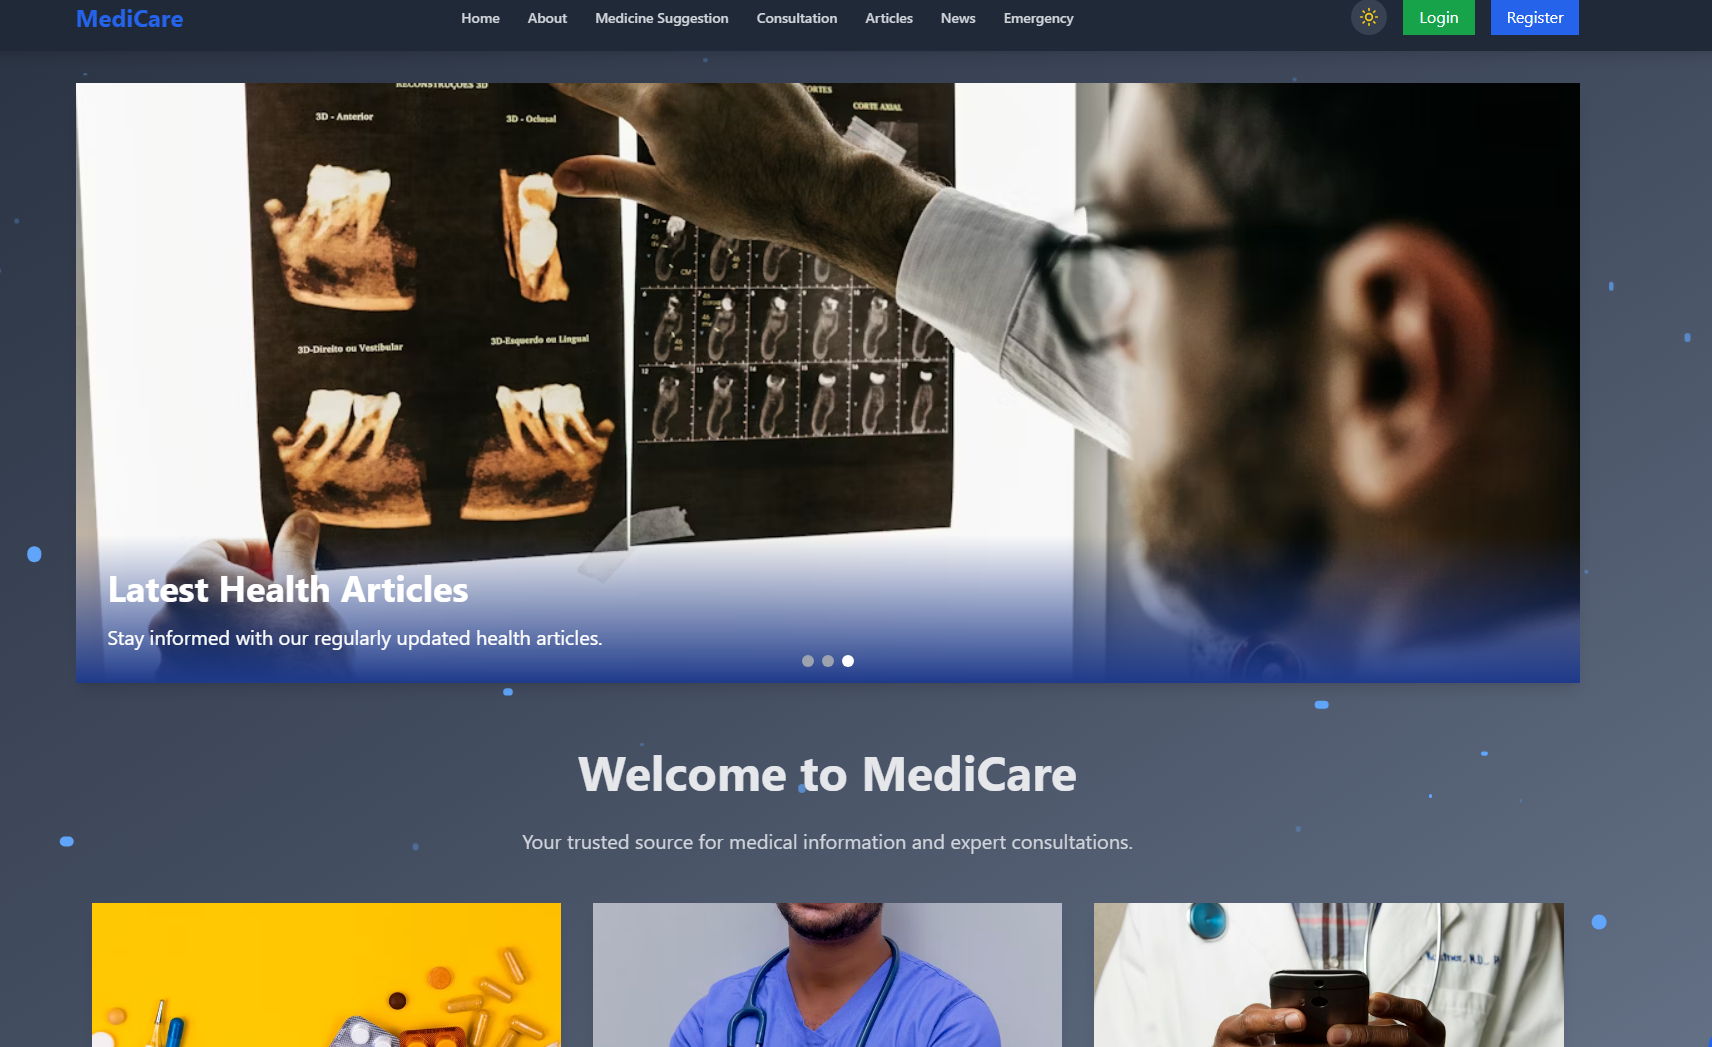 MediCare
Home About Medicine Suggestion Consultation Articles News Emergency
Login Register
RECONSTRUÇÕES 3D
CORTES
3D - Anterior
3D - Oclusal
CORTE AXIAL
3D-Direito ou Vestibular
3D-Esquerdo ou Lingual
Latest Health Articles
Stay informed with our regularly updated health articles.
Welcome to MediCare
Your trusted source for medical information and expert consultations.